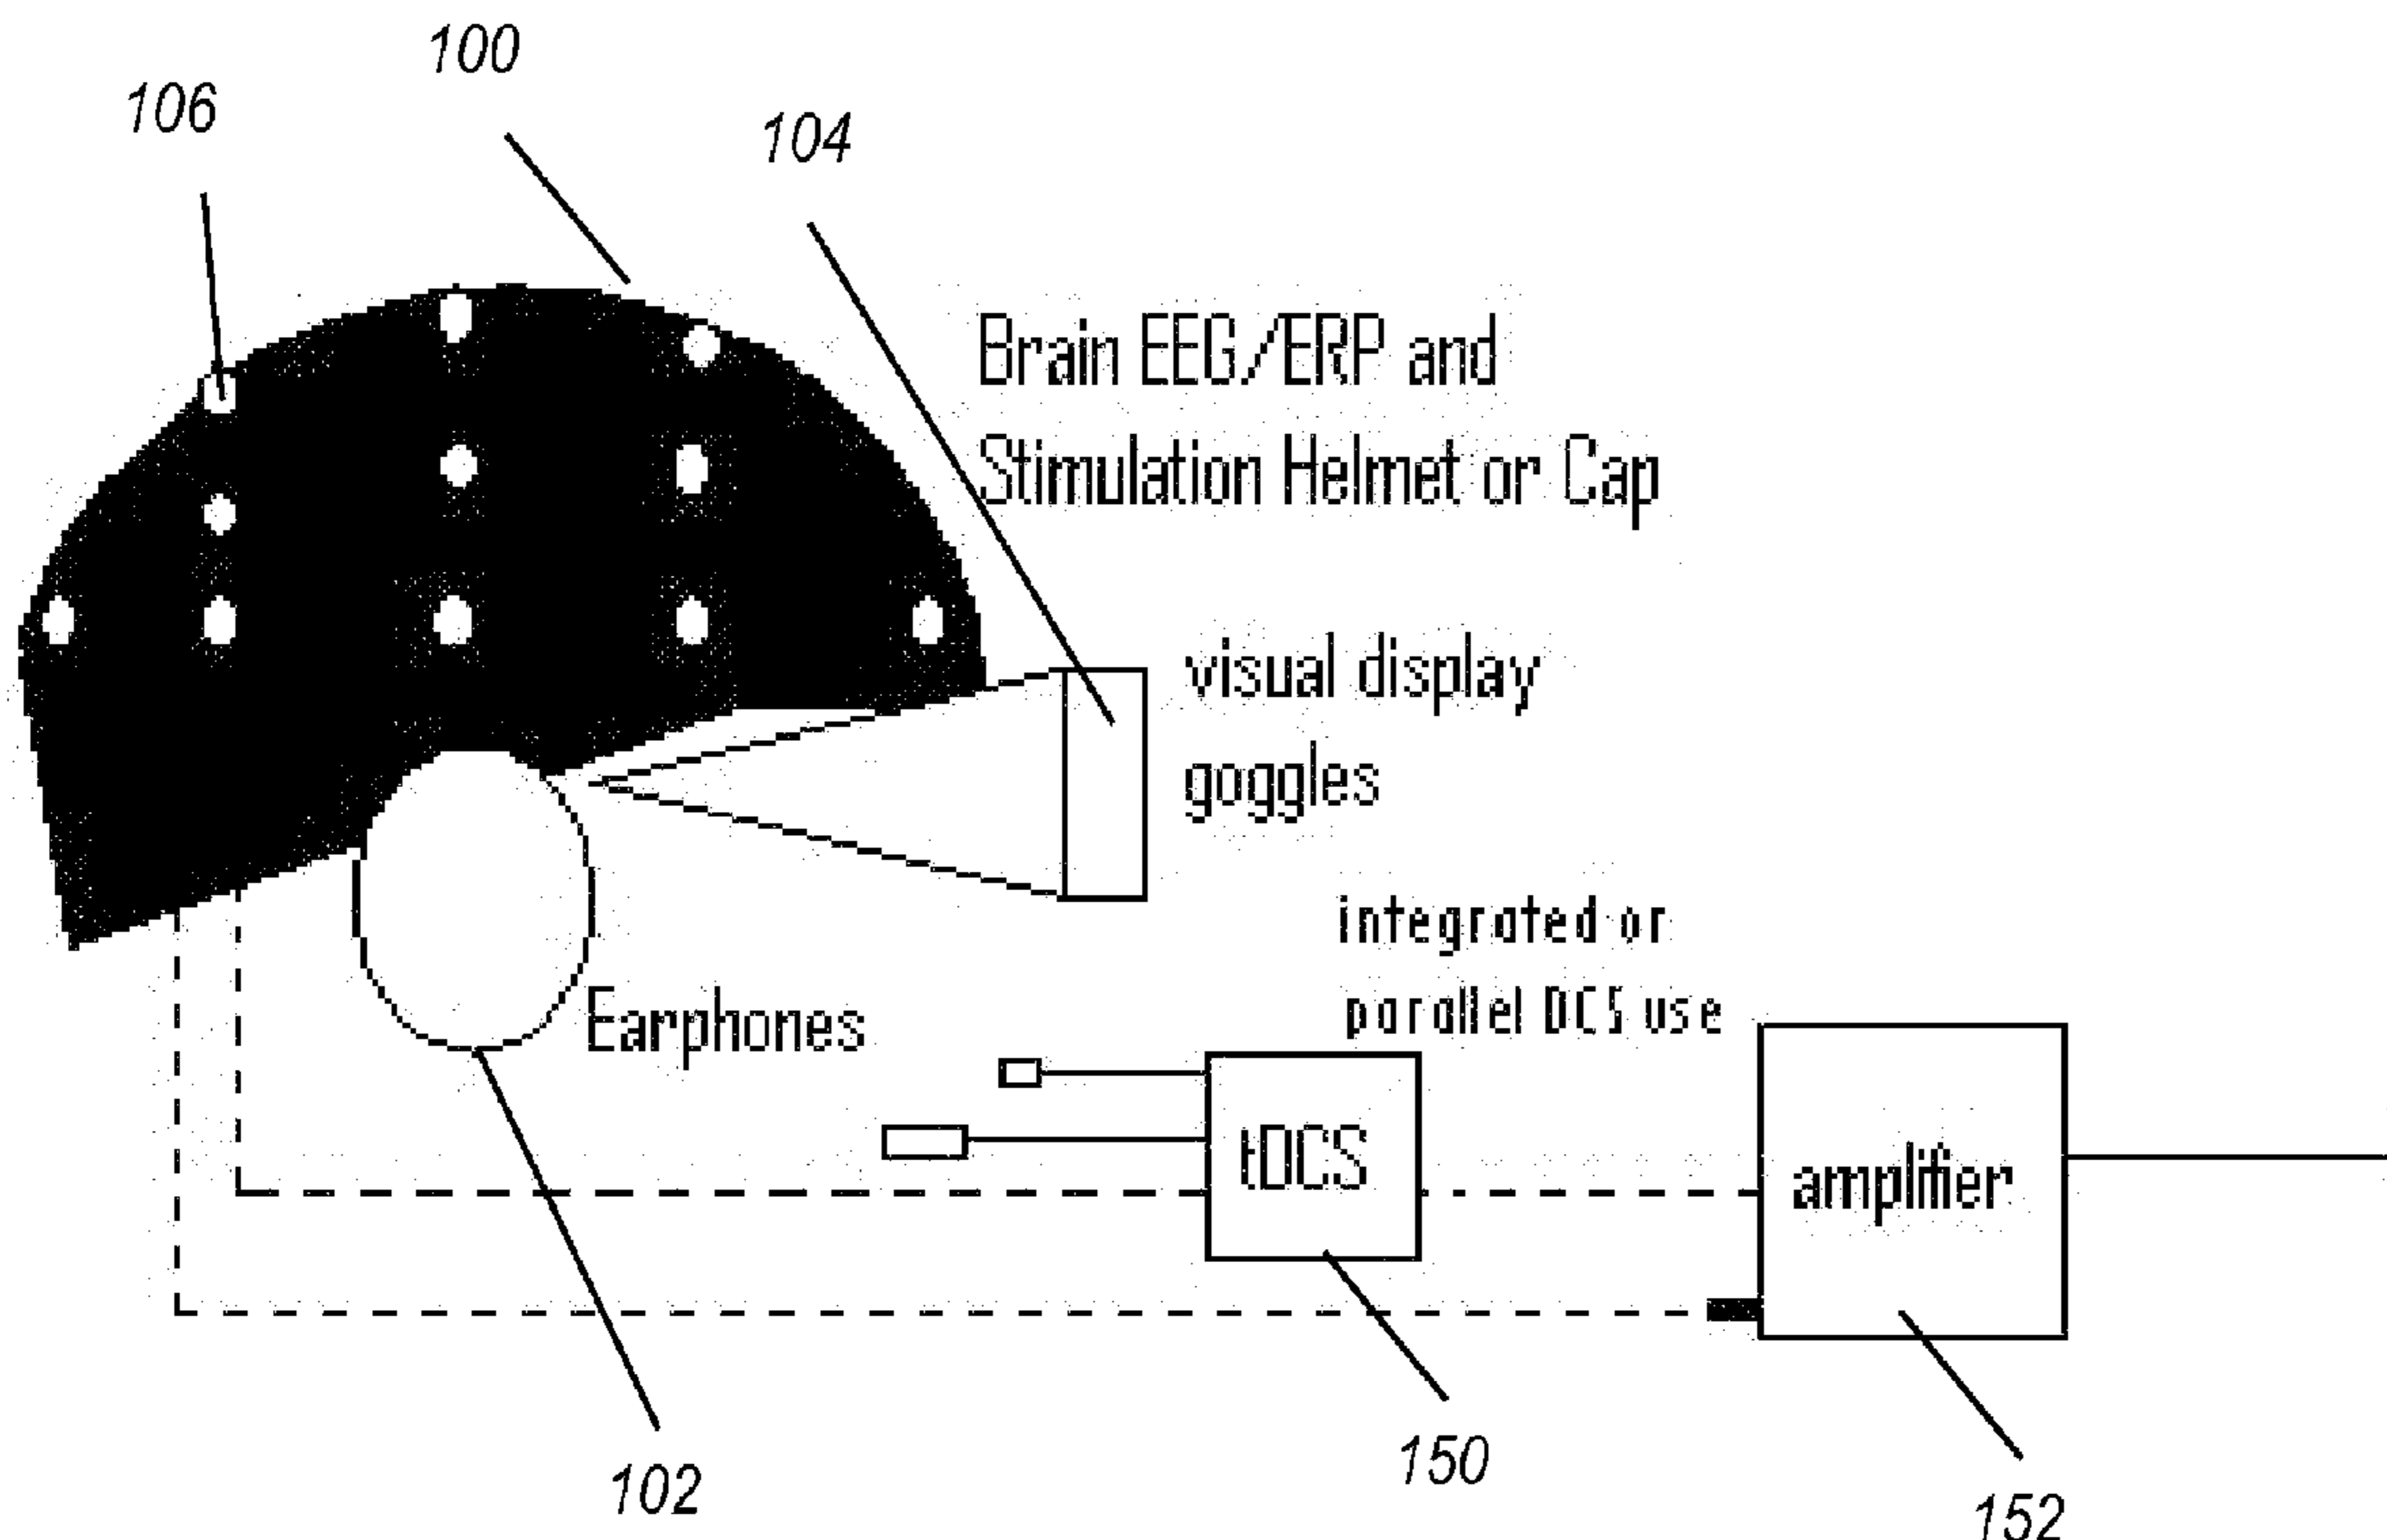 100
106
104
Brain EEG/ERP and
Stimulation Helmet or Cap
visual display
goggles
integrated or
parallel DCS use
Earphones
tDCS
amplifier
102
150
152